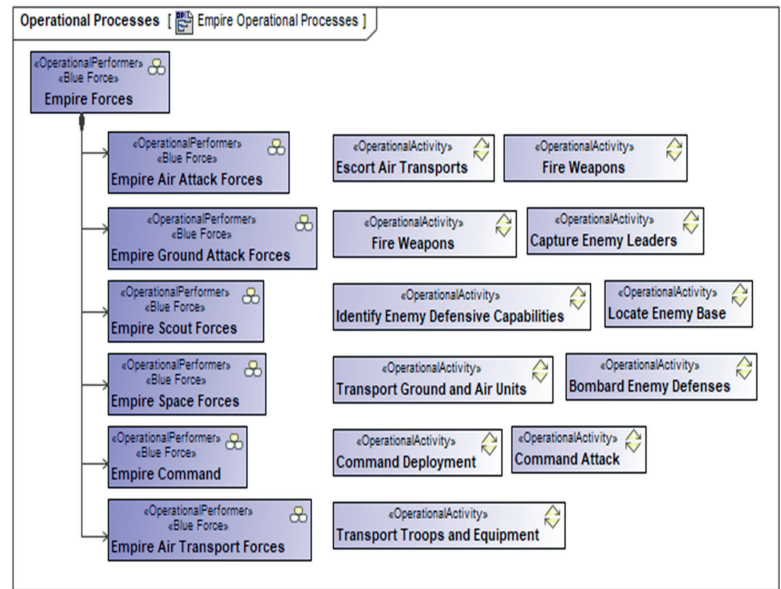 Operational Processes [ Empire Operational Processes ]
«OperationalPerformer»
«Blue Force»
Empire Forces
«OperationalPerformer»
«Blue Force»
Empire Air Attack Forces
«OperationalActivity»
Escort Air Transports
«OperationalActivity»
Fire Weapons
«OperationalPerformer»
«Blue Force»
Empire Ground Attack Forces
«OperationalActivity»
Fire Weapons
«OperationalActivity»
Capture Enemy Leaders
«OperationalPerformer»
«Blue Force»
Empire Scout Forces
«OperationalActivity»
Identify Enemy Defensive Capabilities
«OperationalActivity»
Locate Enemy Base
«OperationalPerformer»
«Blue Force»
Empire Space Forces
«OperationalActivity»
Transport Ground and Air Units
«OperationalActivity»
Bombard Enemy Defenses
«OperationalPerformer»
«Blue Force»
Empire Command
«OperationalActivity»
Command Deployment
«OperationalActivity»
Command Attack
«OperationalPerformer»
«Blue Force»
Empire Air Transport Forces
«OperationalActivity»
Transport Troops and Equipment